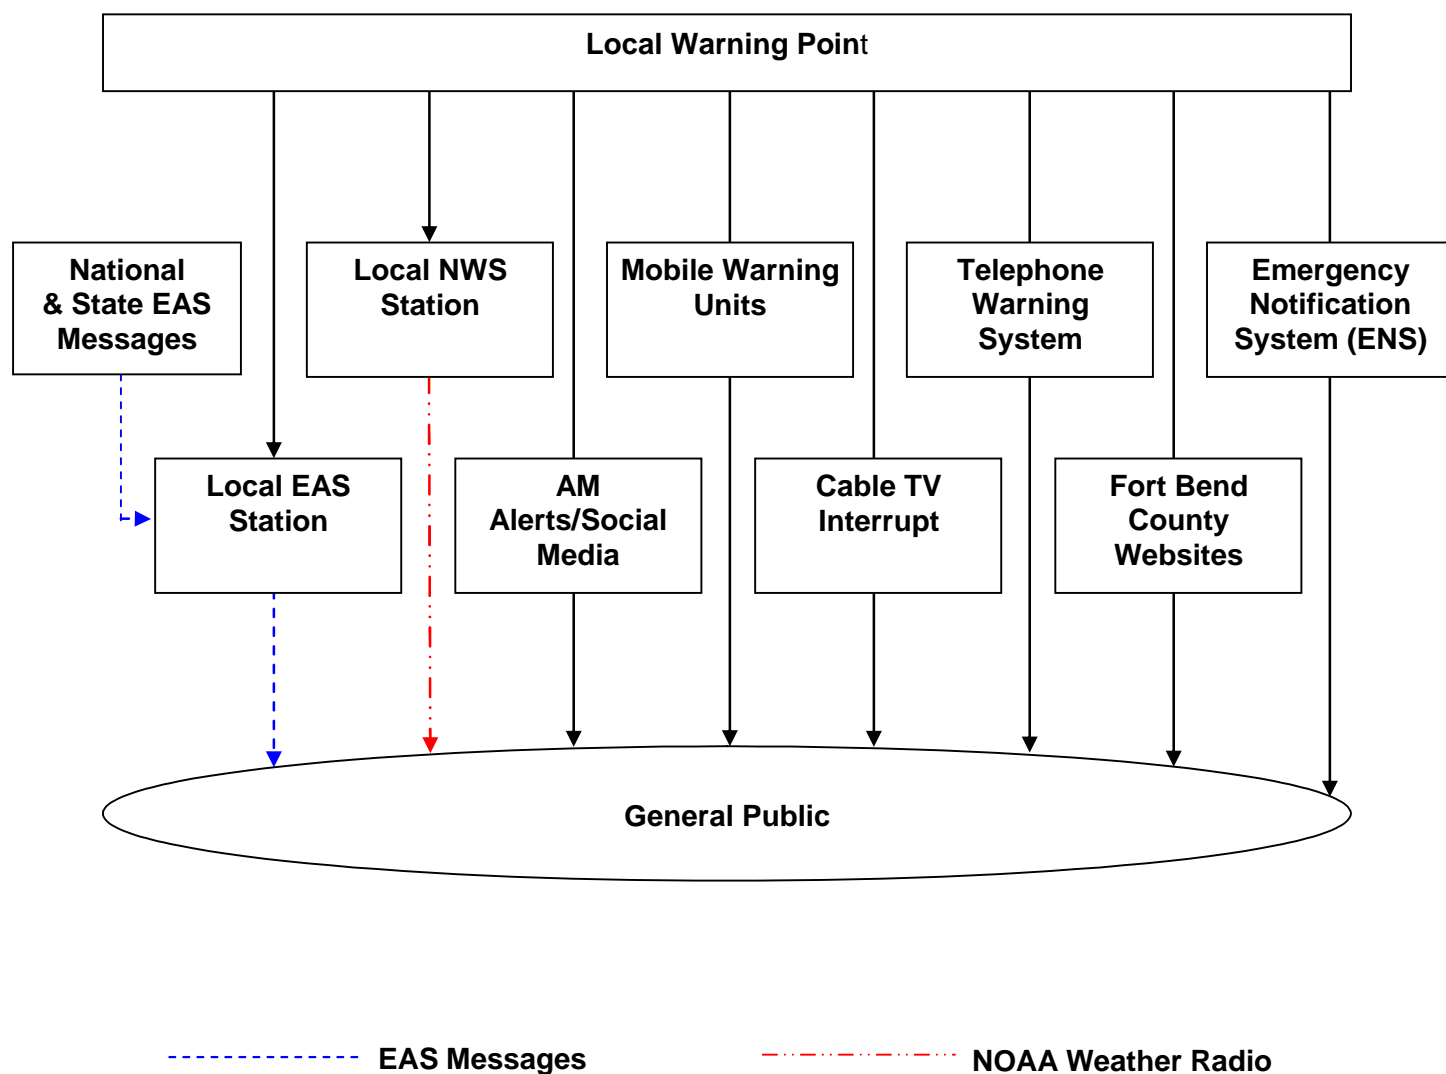 Local Warning Point
National
& State EAS
Messages
Local NWS
Station
Mobile Warning
Units
Telephone
Warning
System
Emergency
Notification
System (ENS)
Local EAS
Station
AM
Alerts/Social
Media
Cable TV
Interrupt
Fort Bend
County
Websites
General Public
EAS Messages
NOAA Weather Radio